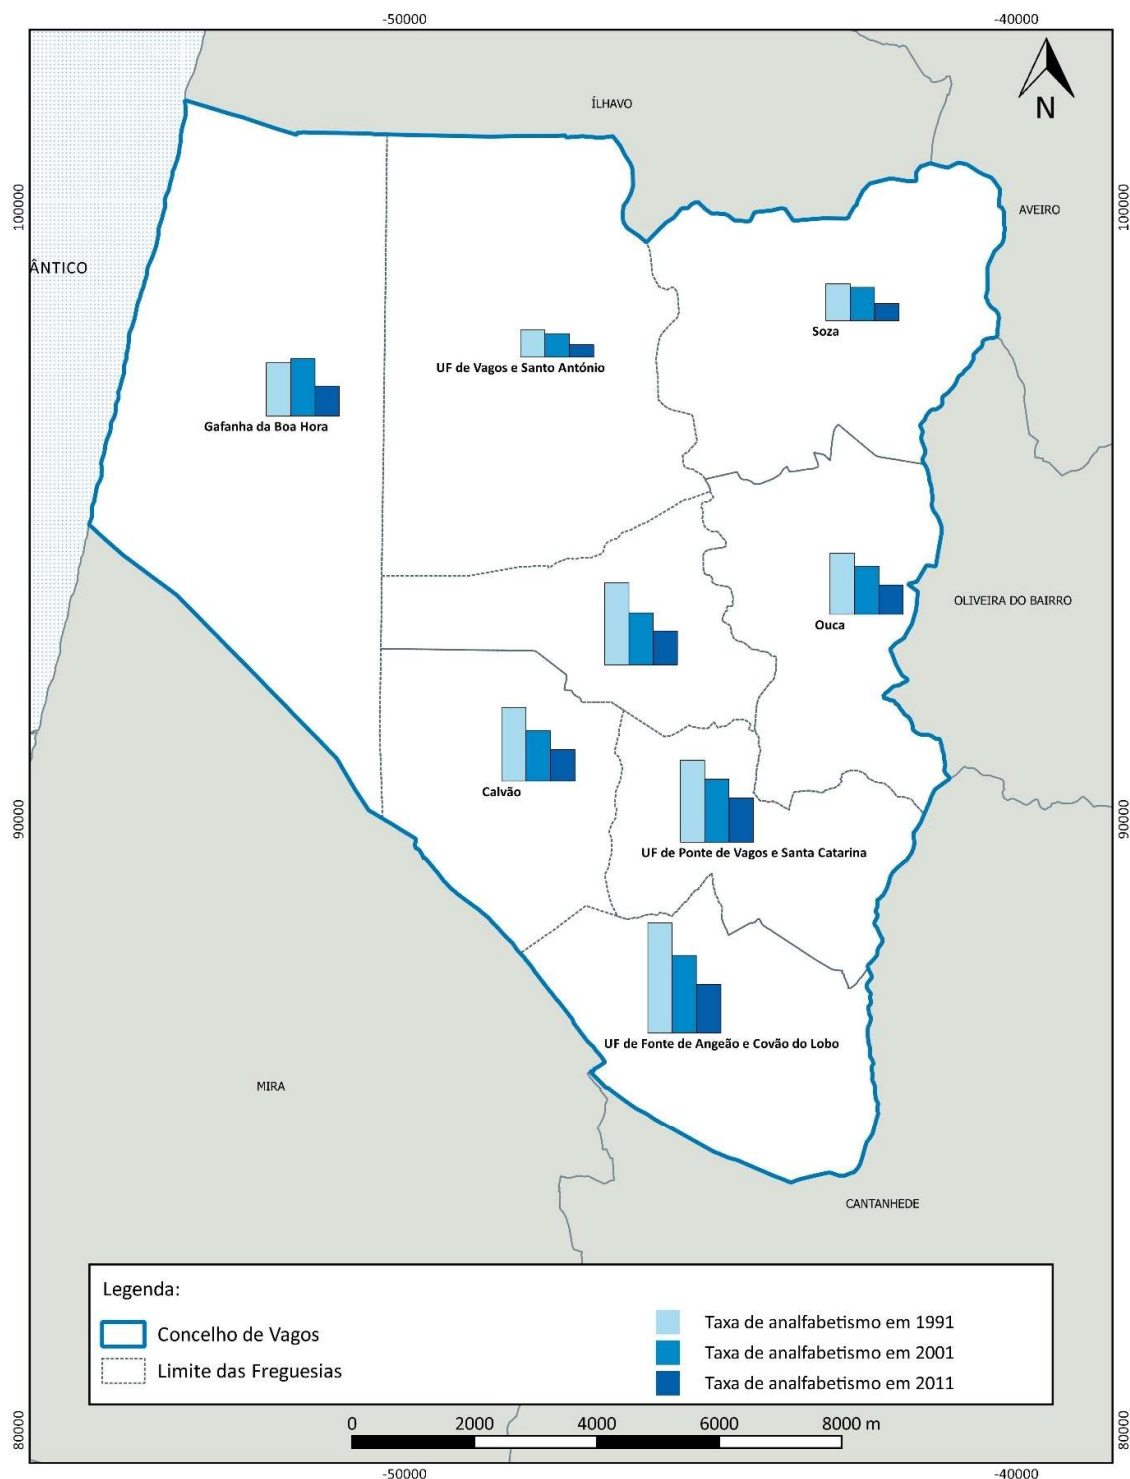 -50000
-40000
N
ÍLHAVO
AVEIRO
100000
100000
ÂNTICO
Soza
UF de Vagos e Santo António
Gafanha da Boa Hora
OLIVEIRA DO BAIRRO
Ouca
Calvão
90000
90000
UF de Ponte de Vagos e Santa Catarina
UF de Fonte de Angeão e Covão do Lobo
MIRA
CANTANHEDE
Legenda:
Concelho de Vagos
Limite das Freguesias
Taxa de analfabetismo em 1991
Taxa de analfabetismo em 2001
Taxa de analfabetismo em 2011
80000
80000
0 2000 4000 6000 8000 m
-50000
-40000